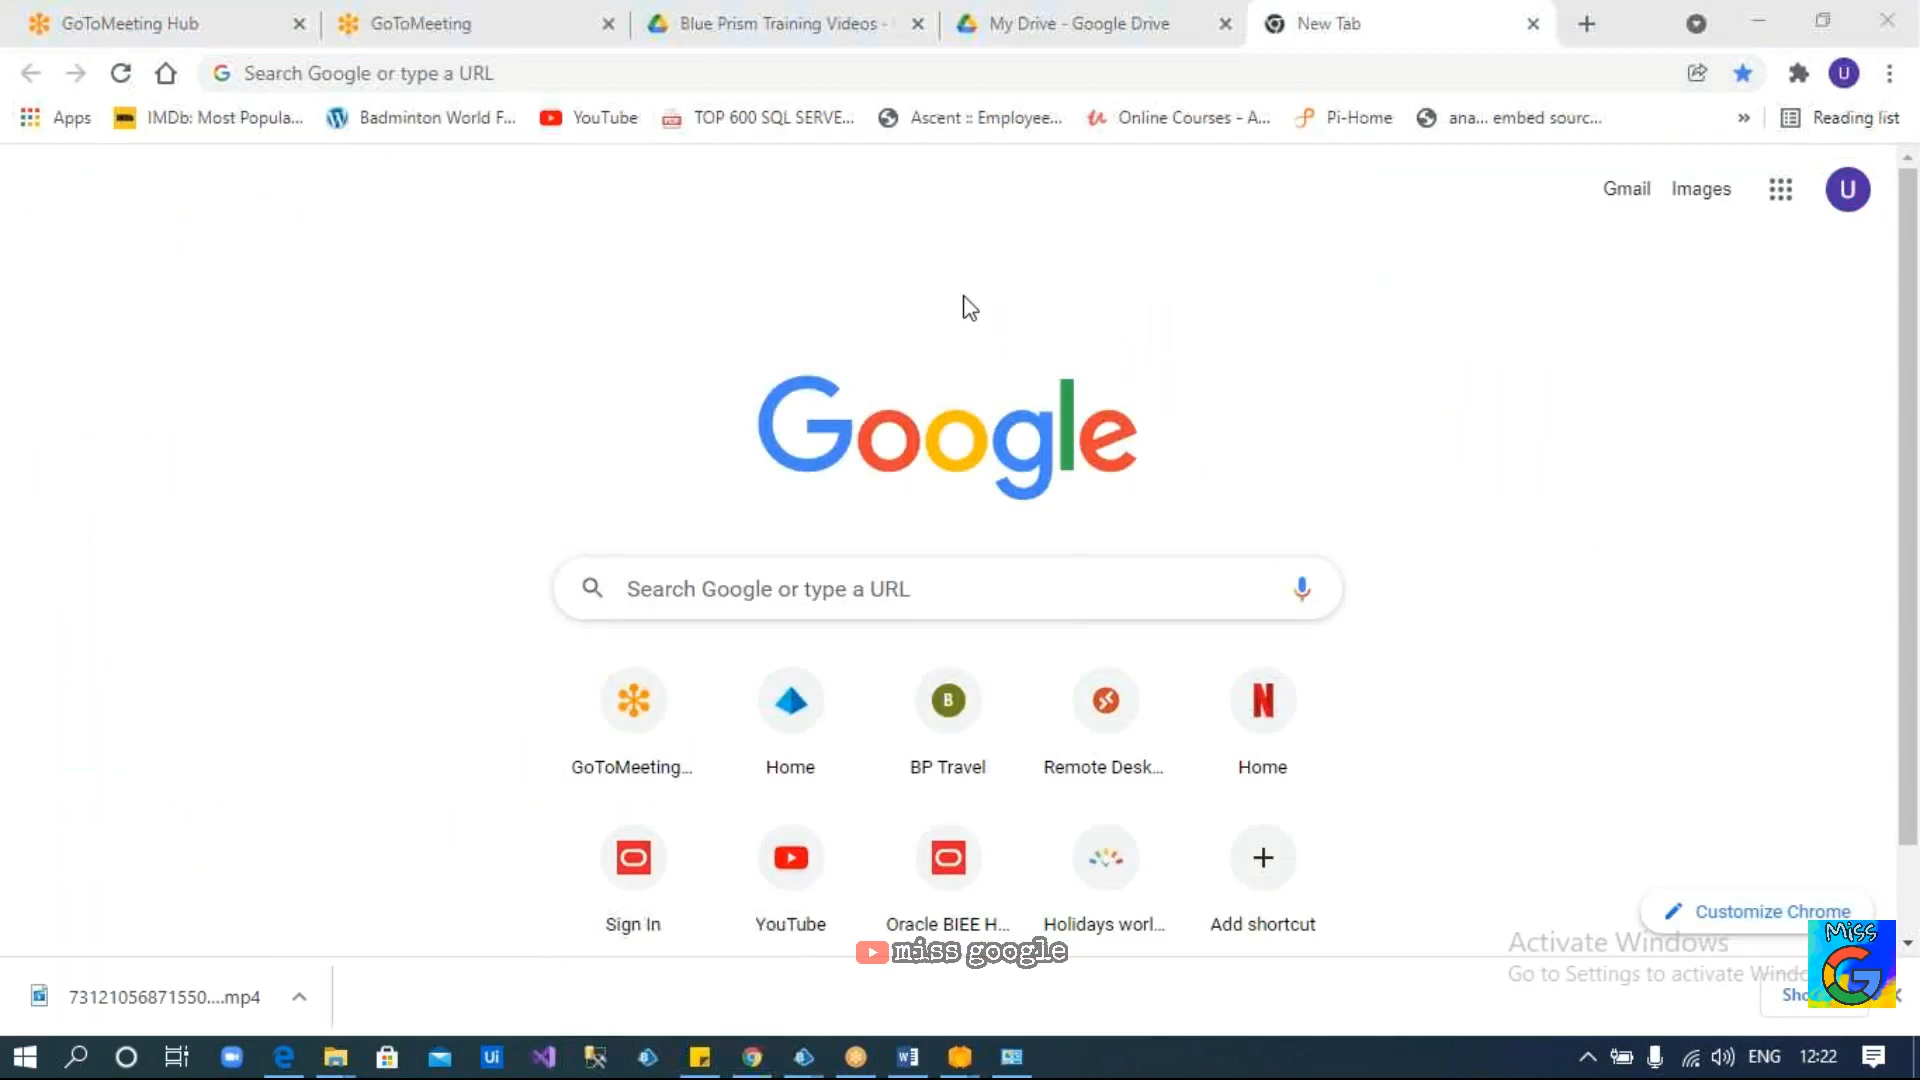 GoToMeeting Hub
GoToMeeting
Blue Prism Training Videos -
My Drive - Google Drive
New Tab
Search Google or type a URL
U
Apps
IMDb: Most Popula...
Badminton World F...
YouTube
TOP 600 SQL SERVE...
Ascent :: Employee...
Online Courses - A...
Pi-Home
ana... embed sourc...
Reading list
Gmail
Images
U
Google
Search Google or type a URL
B
N
GoToMeeting...
Home
BP Travel
Remote Desk...
Home
Sign In
YouTube
Oracle BIEE H...
Holidays worl...
Add shortcut
Customize Chrome
miss google
Activate Windows
Go to Settings to activate
Miss
G
73121056871550....mp4
Ui
ENG
12:22